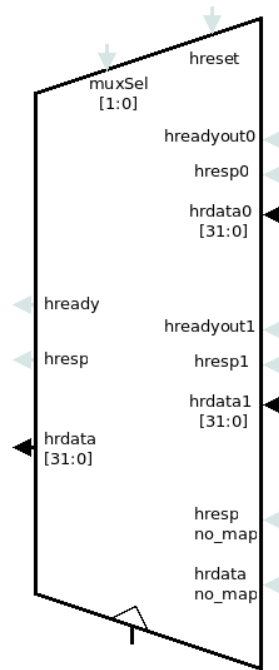 hreset
muxSel
[1:0]
hreadyout0
hresp0
hrdata0
[31:0]
hready
hreadyout1
hresp
hresp1
hrdata1
[31:0]
hrdata
[31:0]
hresp
no_map
hrdata
no_map